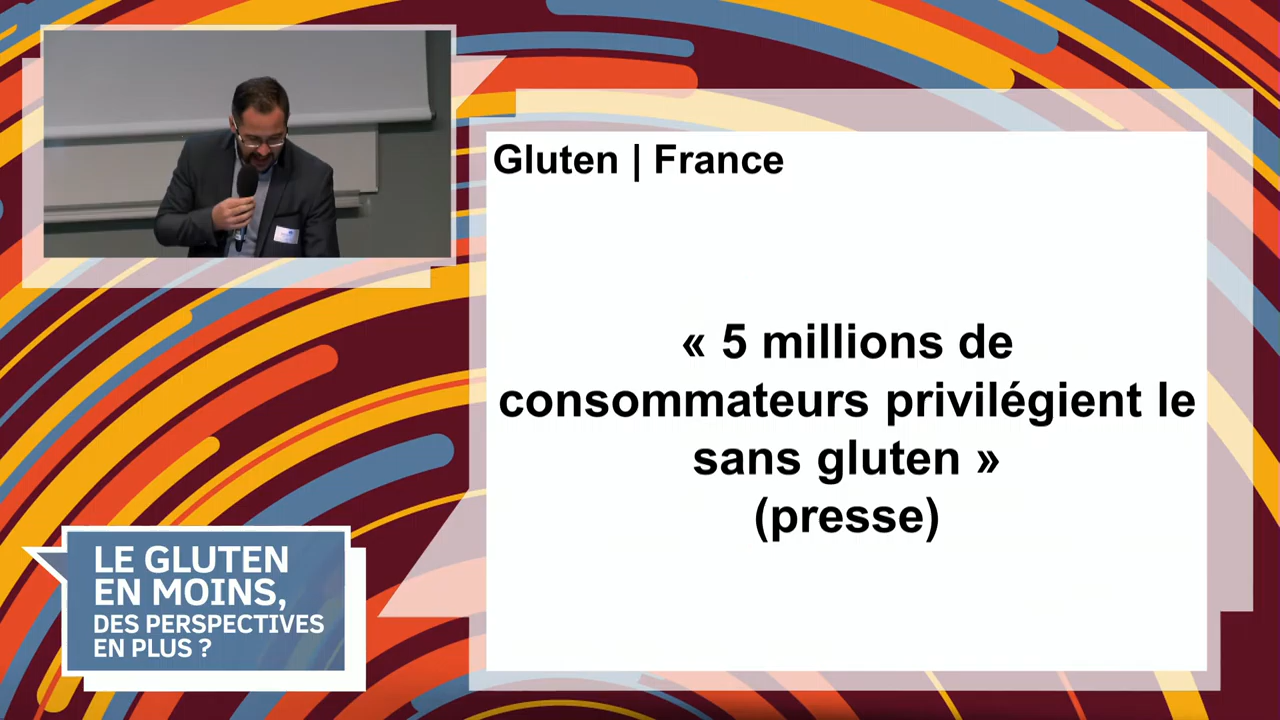 Gluten | France
« 5 millions de
consommateurs privilégient le
sans gluten »
(presse)
LE GLUTEN
EN MOINS,
DES PERSPECTIVES
EN PLUS ?